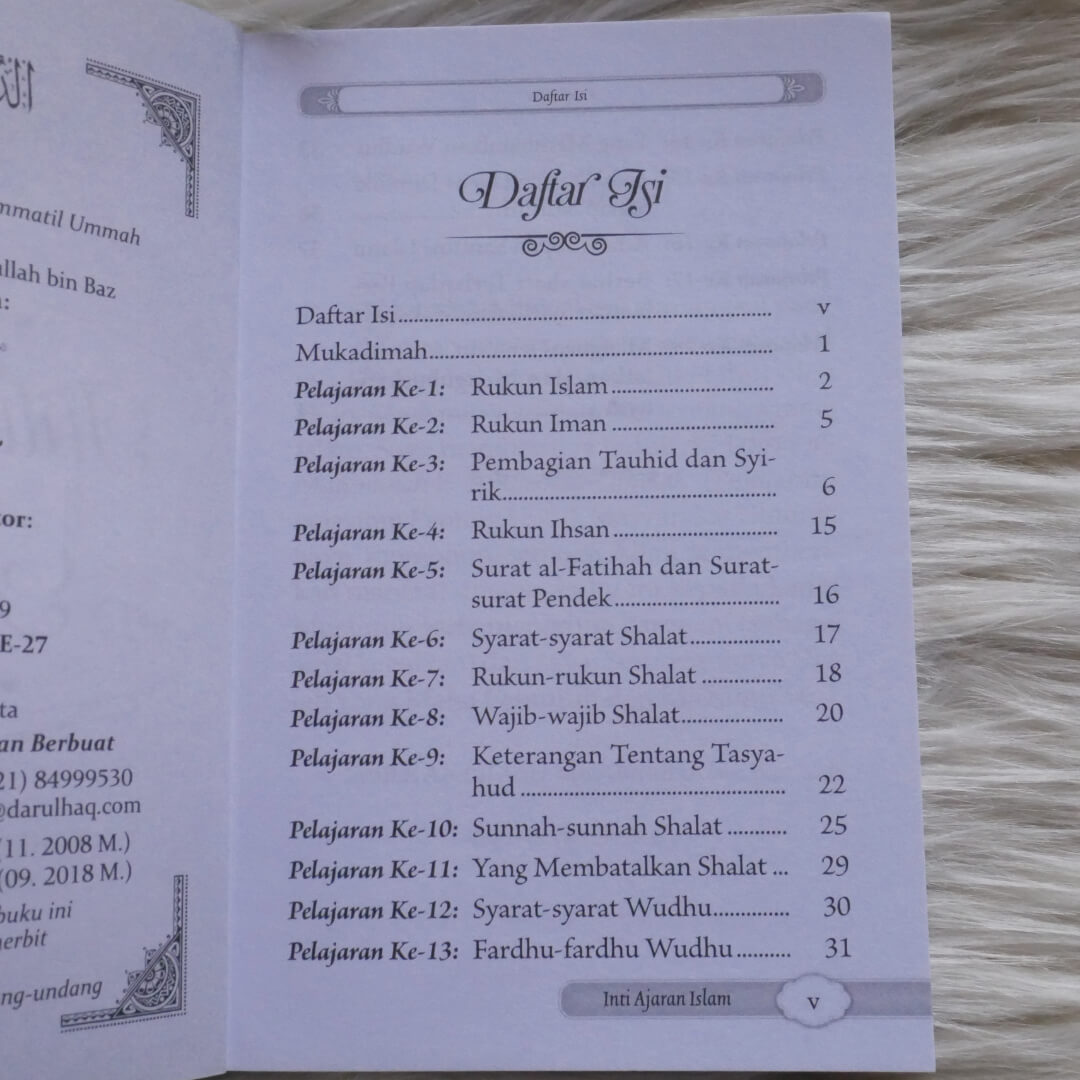 mmatil Ummah
llah bin Baz
tor:
9
E-27
ta
an Berbuat
21) 84999530
@darulhaq.com
(11. 2008 M.)
(09. 2018 M.)
buku ini
nerbit
ng-undang
Daftar Isi
Daftar Isi
Daftar Isi.......... v
Mukadimah.......... 1
Pelajaran Ke-1: Rukun Islam .......... 2
Pelajaran Ke-2: Rukun Iman .......... 5
Pelajaran Ke-3: Pembagian Tauhid dan Syi-
rik.......... 6
Pelajaran Ke-4: Rukun Ihsan .......... 15
Pelajaran Ke-5: Surat al-Fatihah dan Surat-
surat Pendek.......... 16
Pelajaran Ke-6: Syarat-syarat Shalat.......... 17
Pelajaran Ke-7: Rukun-rukun Shalat .......... 18
Pelajaran Ke-8: Wajib-wajib Shalat.......... 20
Pelajaran Ke-9: Keterangan Tentang Tasya-
hud .......... 22
Pelajaran Ke-10: Sunnah-sunnah Shalat .......... 25
Pelajaran Ke-11: Yang Membatalkan Shalat ... 29
Pelajaran Ke-12: Syarat-syarat Wudhu.......... 30
Pelajaran Ke-13: Fardhu-fardhu Wudhu.......... 31
Inti Ajaran Islam v